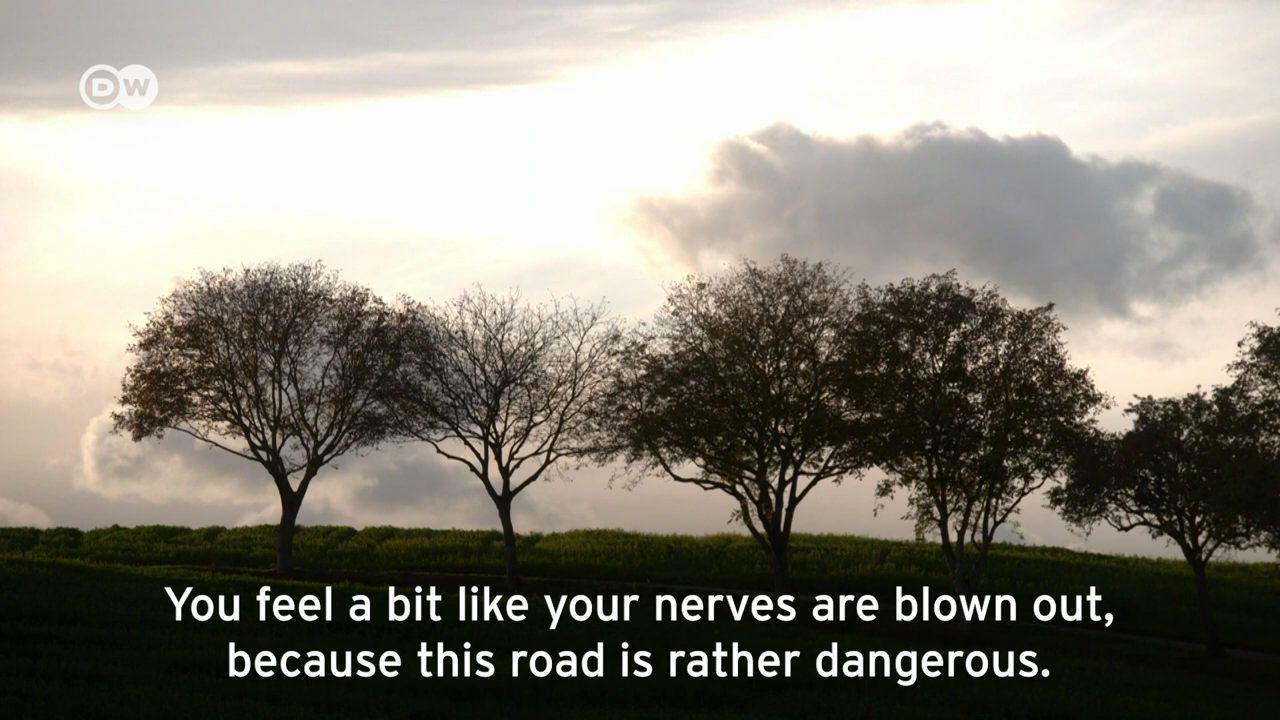 DW
You feel a bit like your nerves are blown out,
because this road is rather dangerous.